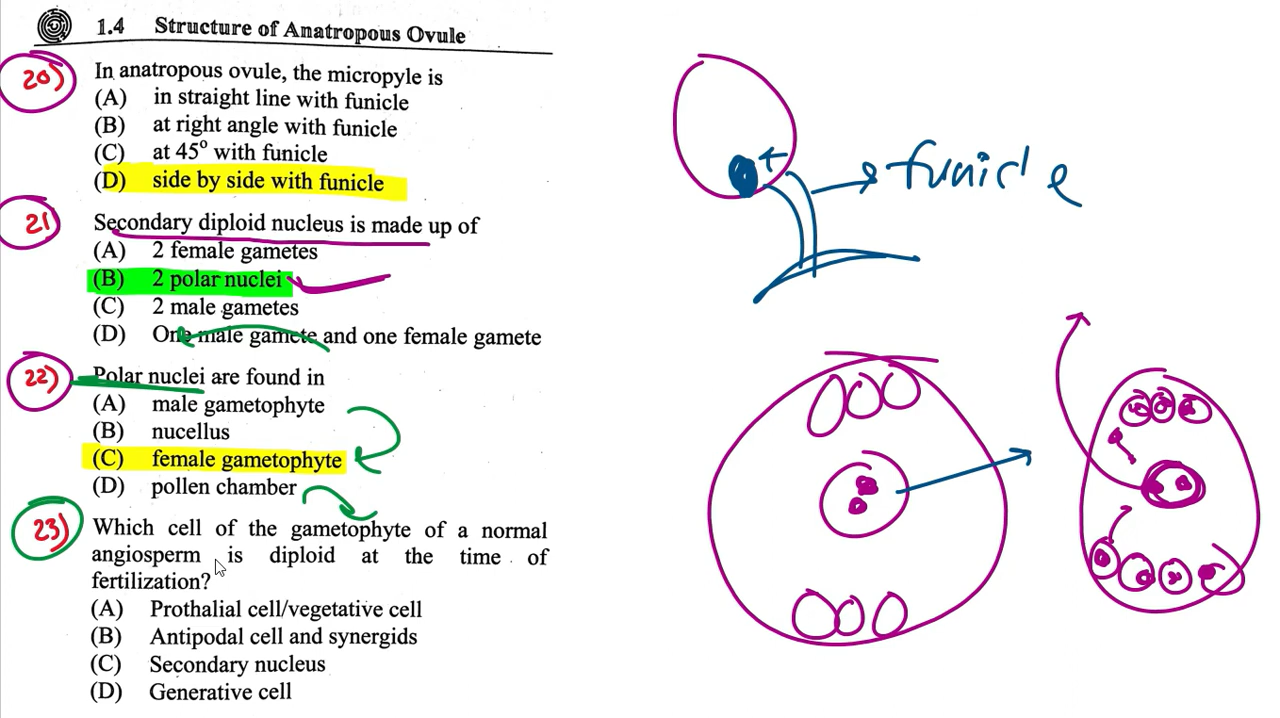 1.4 Structure of Anatropous Ovule
20)
In anatropous ovule, the micropyle is
(A) in straight line with funicle
(B) at right angle with funicle
(C) at 45° with funicle
(D) side by side with funicle
21
Secondary diploid nucleus is made up of
(A) 2 female gametes
(B) 2 polar nuclei
(C) 2 male gametes
(D) One male gamete and one female gamete
22)
Polar nuclei are found in
(A) male gametophyte
(B) nucellus
(C) female gametophyte
(D) pollen chamber
23)
Which cell of the gametophyte of a normal
angiosperm is diploid at the time of
fertilization?
(A) Prothalial cell/vegetative cell
(B) Antipodal cell and synergids
(C) Secondary nucleus
(D) Generative cell
funicle